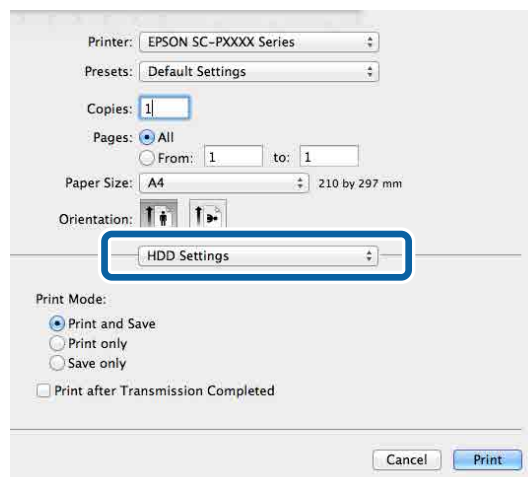 Printer: EPSON SC-PXXXX Series
Presets: Default Settings
Copies: 1
Pages: All
From: 1 to: 1
Paper Size: A4 210 by 297 mm
Orientation:
HDD Settings
Print Mode:
Print and Save
Print only
Save only
Print after Transmission Completed
Cancel Print